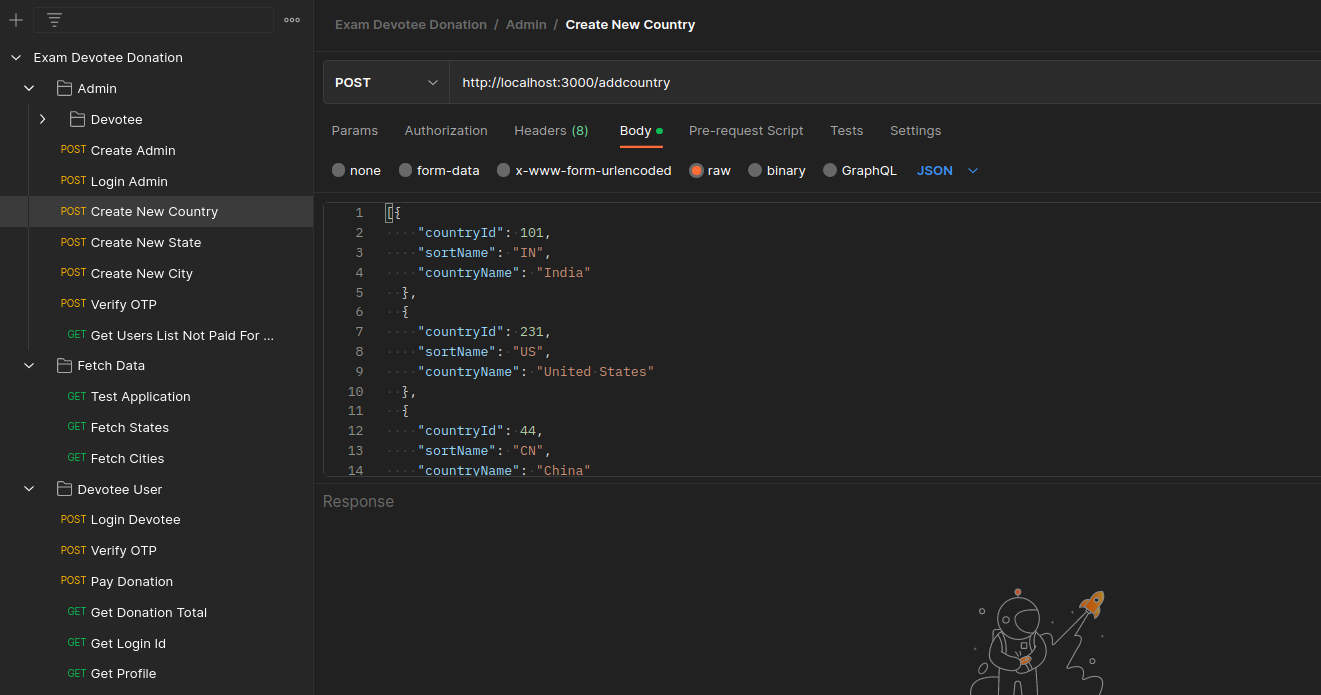 Exam Devotee Donation
Admin
Devotee
POST Create Admin
POST Login Admin
POST Create New Country
POST Create New State
POST Create New City
POST Verify OTP
GET Get Users List Not Paid For ...
Fetch Data
GET Test Application
GET Fetch States
GET Fetch Cities
Devotee User
POST Login Devotee
POST Verify OTP
POST Pay Donation
GET Get Donation Total
GET Get Login Id
GET Get Profile
Exam Devotee Donation / Admin / Create New Country
POST http://localhost:3000/addcountry
Params Authorization Headers (8) Body Pre-request Script Tests Settings
none form-data x-www-form-urlencoded raw binary GraphQL JSON
1 [{
2 "countryId": 101,
3 "sortName": "IN",
4 "countryName": "India"
5 },
6 {
7 "countryId": 231,
8 "sortName": "US",
9 "countryName": "United States"
10 },
11 {
12 "countryId": 44,
13 "sortName": "CN",
14 "countryName": "China"
Response